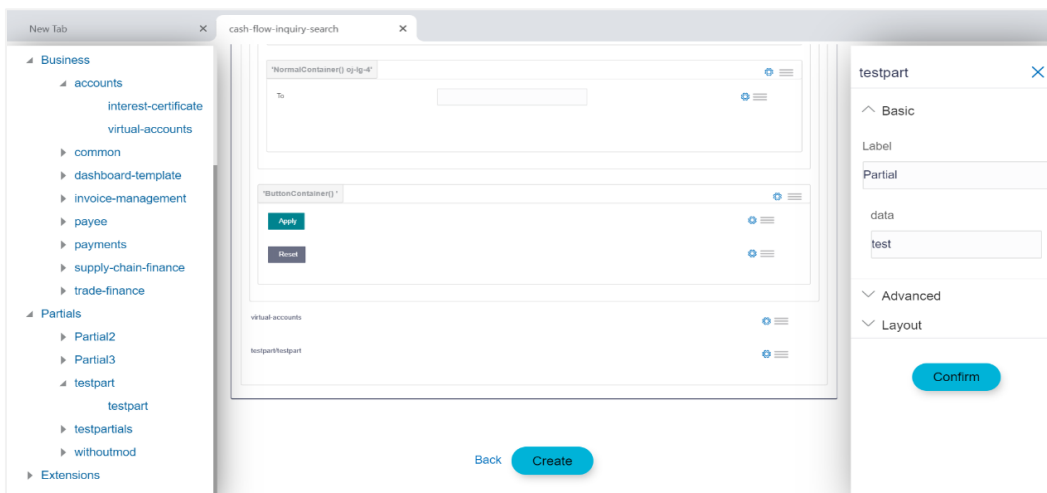 New Tab
cash-flow-inquiry-search
Business
accounts
interest-certificate
virtual-accounts
common
dashboard-template
invoice-management
payee
payments
supply-chain-finance
trade-finance
Partials
Partial2
Partial3
testpart
testpart
testpartials
withoutmod
Extensions
'NormalContainer() oj-lg-4'
To
'ButtonContainer() '
Apply
Reset
virtual-accounts
testpart/testpart
Back
Create
testpart
Basic
Label
Partial
data
test
Advanced
Layout
Confirm